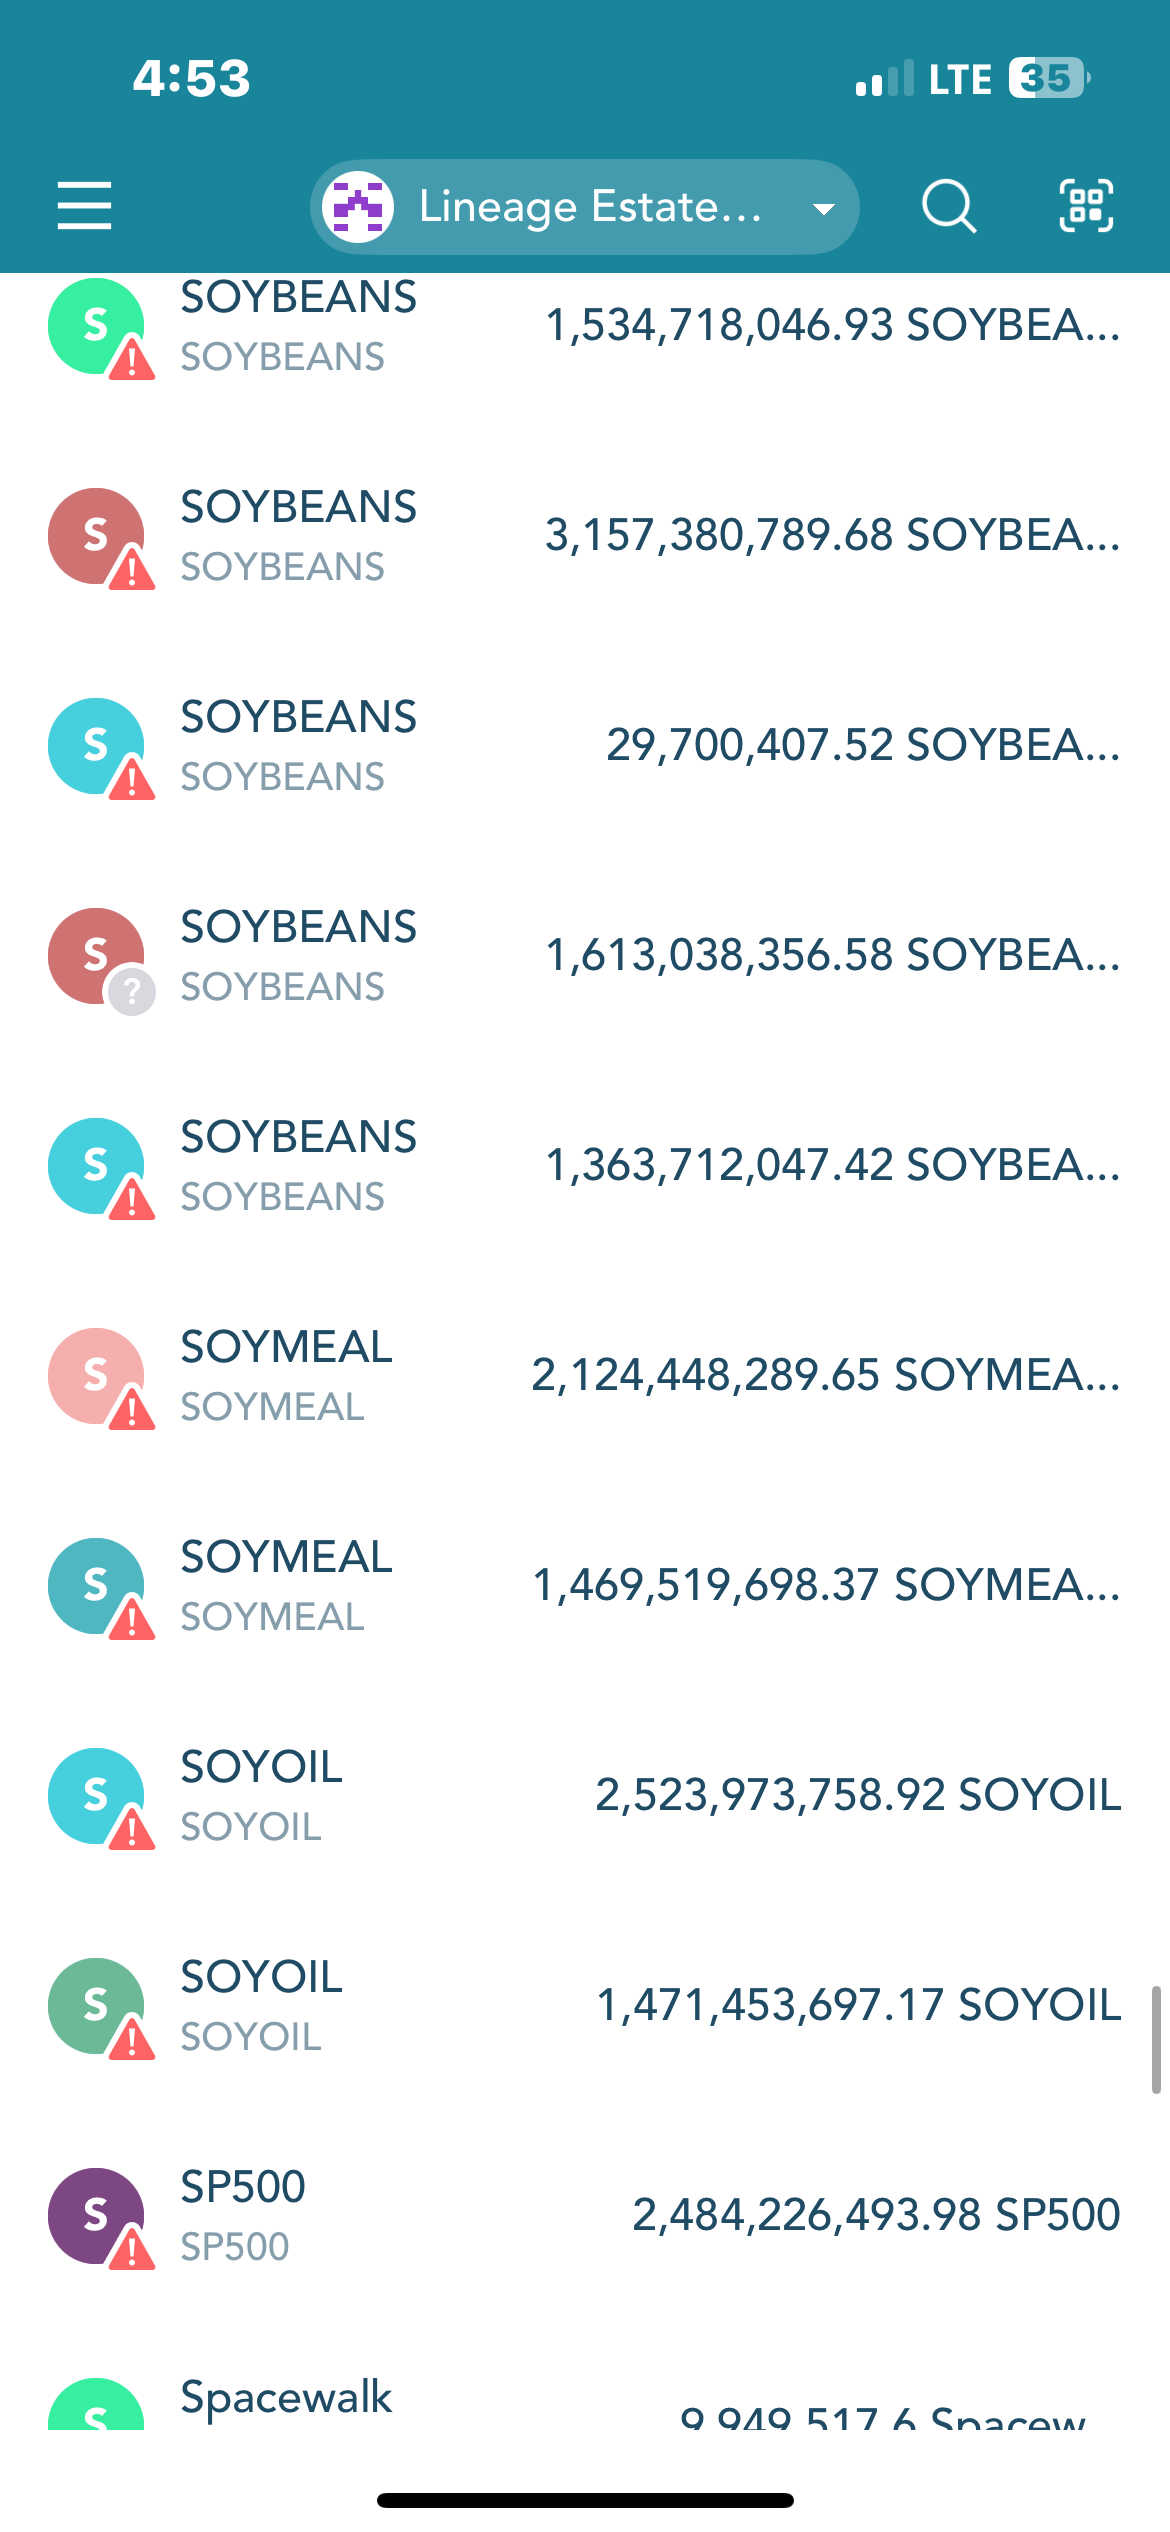 4:53
LTE 35
Lineage Estate...
S
SOYBEANS
SOYBEANS
1,534,718,046.93 SOYBEA...
S
SOYBEANS
SOYBEANS
3,157,380,789.68 SOYBEA...
S
SOYBEANS
SOYBEANS
29,700,407.52 SOYBEA...
S
?
SOYBEANS
SOYBEANS
1,613,038,356.58 SOYBEA...
S
SOYBEANS
SOYBEANS
1,363,712,047.42 SOYBEA...
S
SOYMEAL
SOYMEAL
2,124,448,289.65 SOYMEA...
S
SOYMEAL
SOYMEAL
1,469,519,698.37 SOYMEA...
S
SOYOIL
SOYOIL
2,523,973,758.92 SOYOIL
S
SOYOIL
SOYOIL
1,471,453,697.17 SOYOIL
S
SP500
SP500
2,484,226,493.98 SP500
S
Spacewalk
9,949,517.6 Spacew